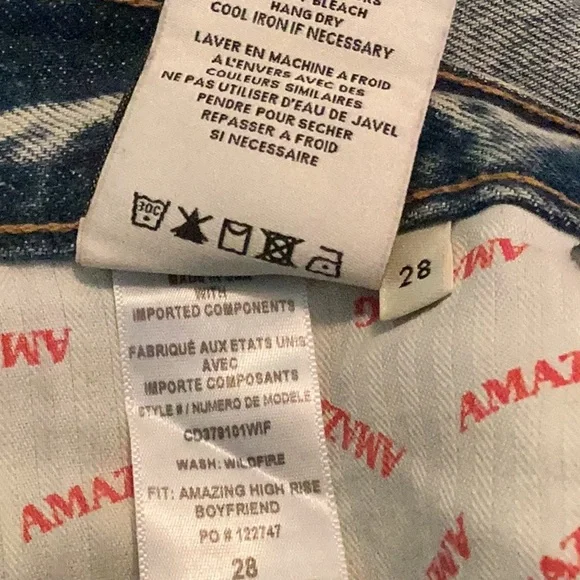 BLEACH
HANG DRY
COOL IRON IF NECESSARY
LAVER EN MACHINE A FROID
A L'ENVERS AVEC DES
COULEURS SIMILAIRES
NE PAS UTILISER D'EAU DE JAVEL
PENDRE POUR SECHER
REPASSER A FROID
SI NECESSAIRE
30C
28
WITH
IMPORTED COMPONENTS
FABRIQUÉ AUX ETATS UNIS
AVEC
IMPORTE COMPOSANTS
STYLE # / NUMERO DE MODELE
CD379101WIF
WASH: WILDFIRE
FIT: AMAZING HIGH RISE
BOYFRIEND
PO # 122747
28
AMAZ
AMAZ
AMAZ
AMA